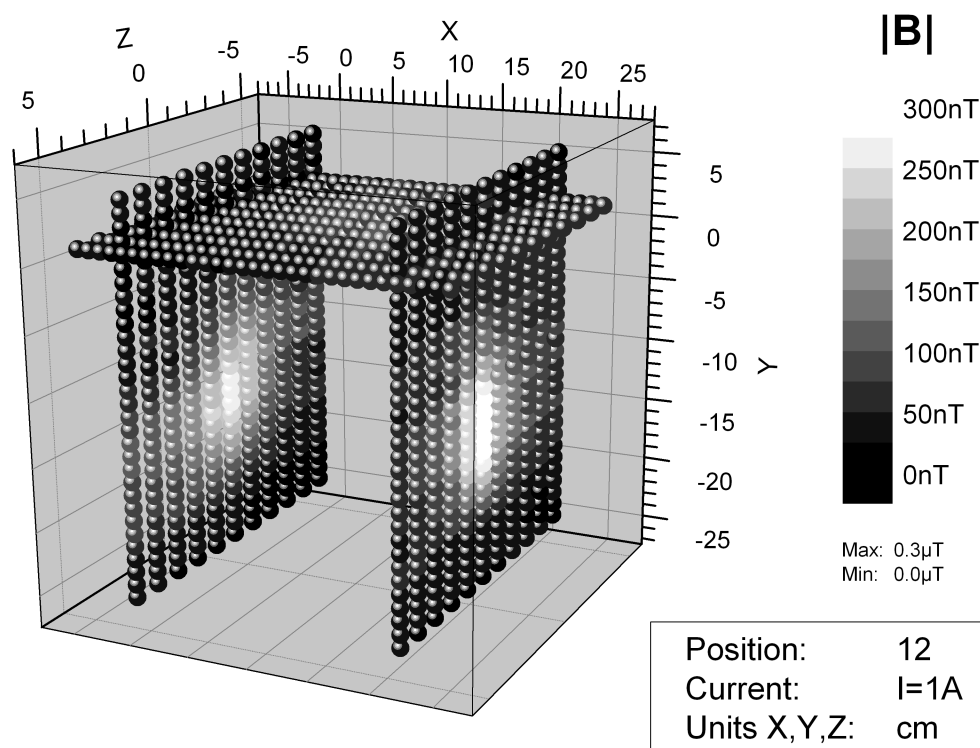 Z
5
0
-5
X
-5
0
5
10
15
20
25
5
0
-5
-10
-15
-20
-25
Y
|B|
300nT
250nT
200nT
150nT
100nT
50nT
0nT
Max: 0.3µT
Min: 0.0µT
Position: 12
Current: I=1A
Units X,Y,Z: cm